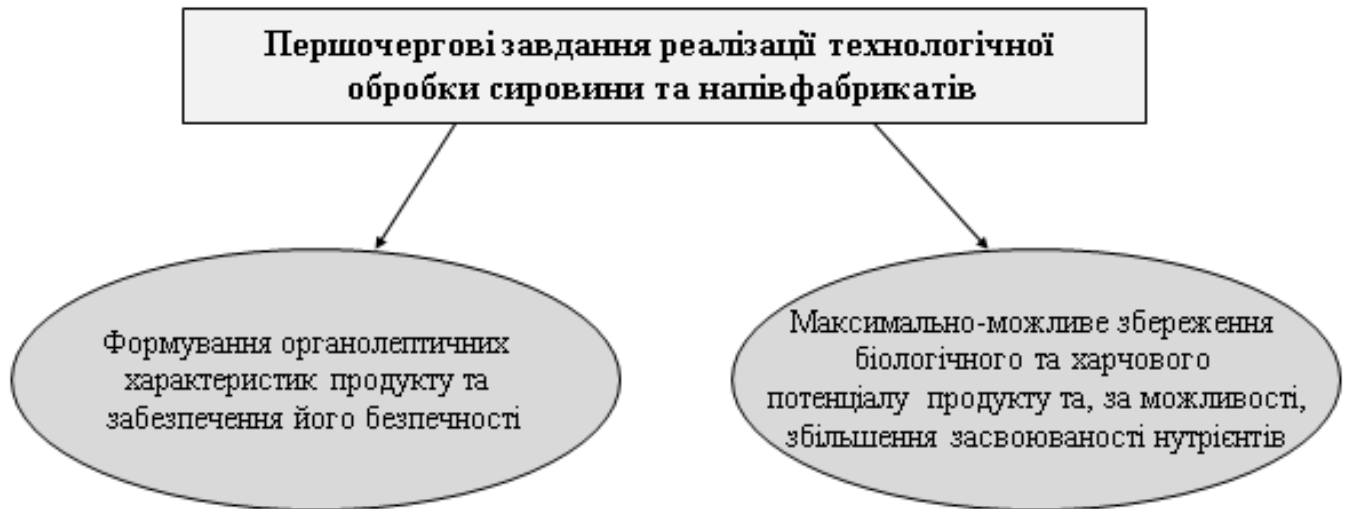 Першочергові завдання реалізації технологічної
обробки сировини та напівфабрикатів
Формування органолептичних
характеристик продукту та
забезпечення його безпечності
Максимально-можливе збереження
біологічного та харчового
потенціалу продукту та, за можливості,
збільшення засвоюваності нутрієнтів